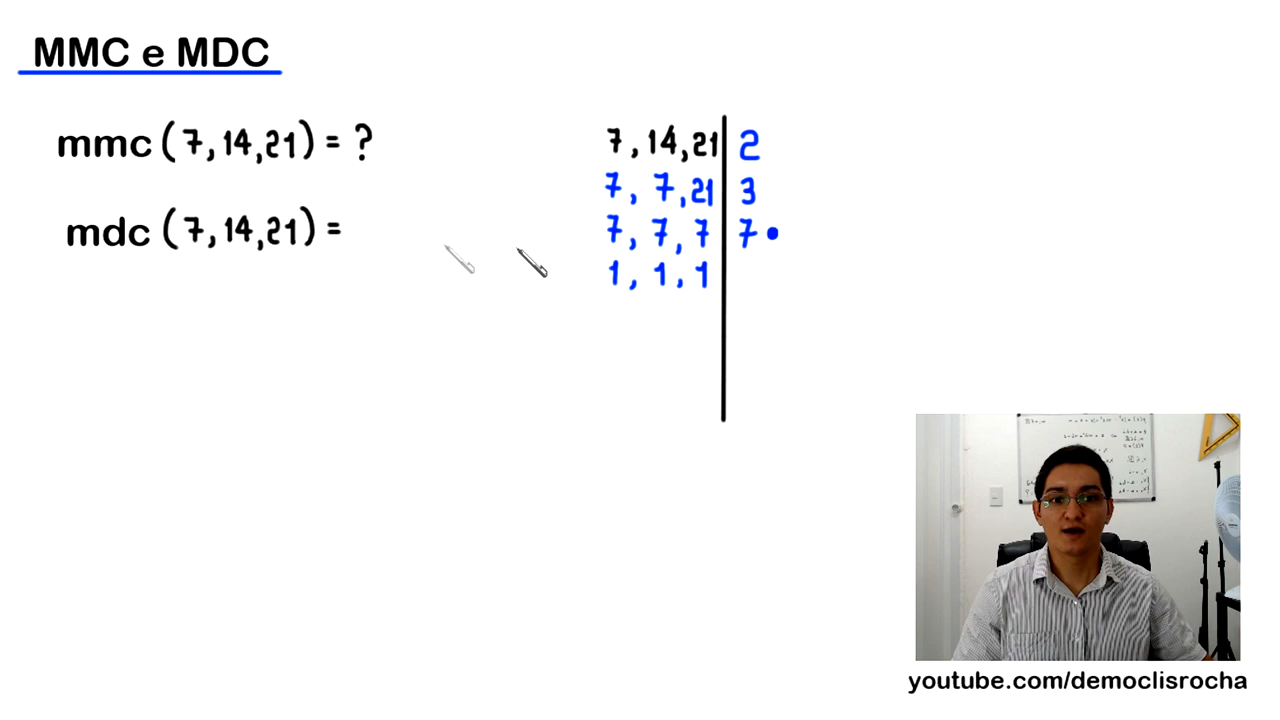 MMC e MDC
mmc (7, 14, 21) = ?
mdc (7, 14, 21) =
7, 14, 21 | 2
7, 7, 21 | 3
7, 7, 7 | 7 •
1, 1, 1
youtube.com/democlisrocha